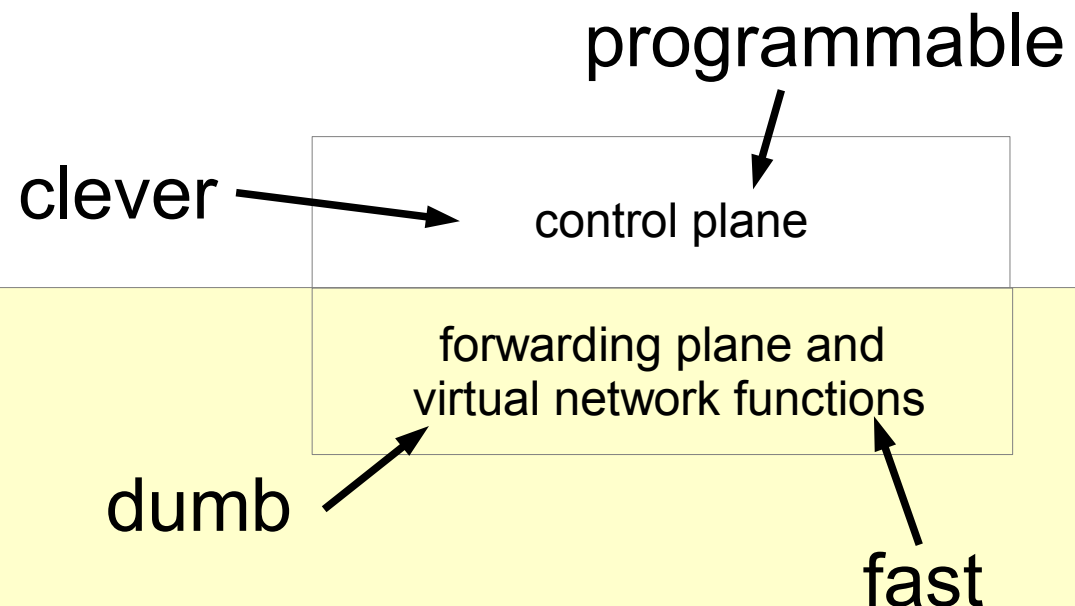 programmable
clever
control plane
forwarding plane and
virtual network functions
dumb
fast